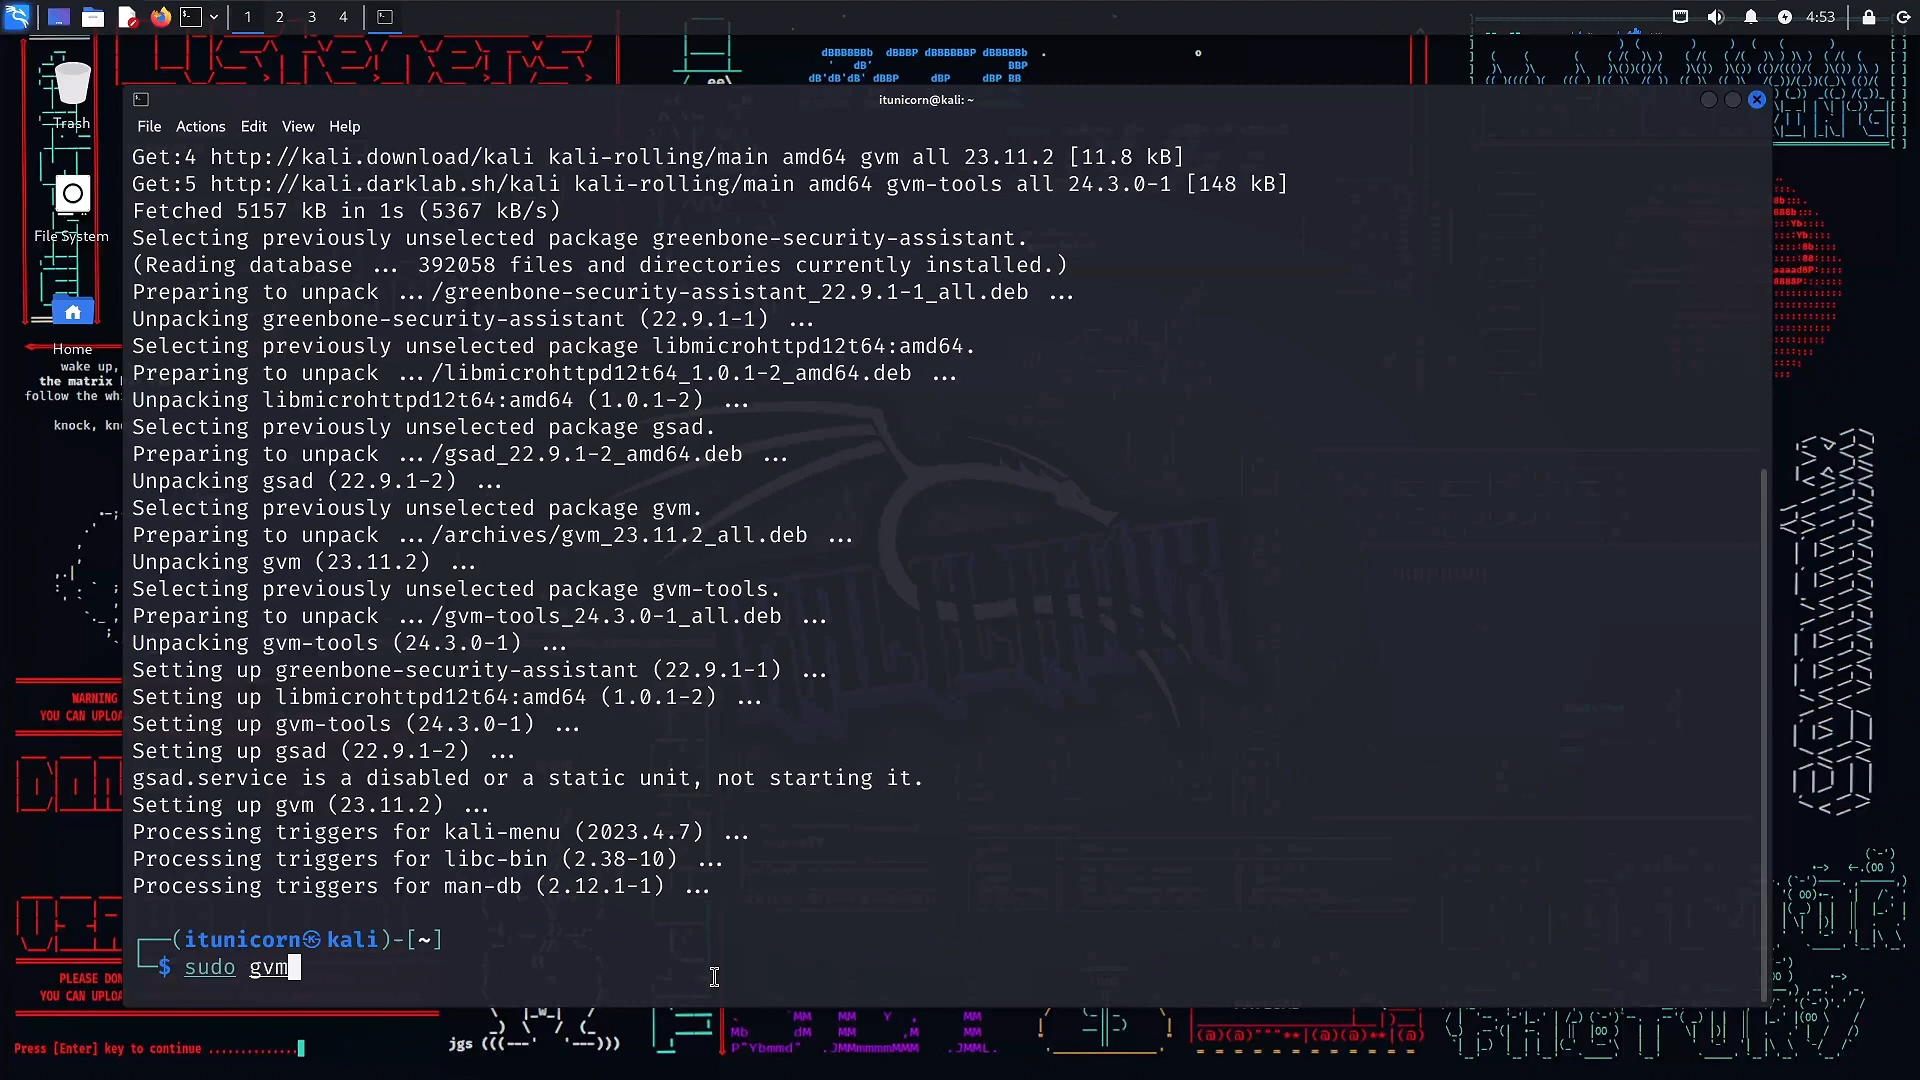 1 2 3 4
4:53
itunicorn@kali: ~
File Actions Edit View Help
Trash
File System
Home
wake up,
the matrix
follow the wh
knock, kn
WARNING
YOU CAN UPLOA
PLEASE DON
YOU CAN UPLOA
Press [Enter] key to continue ..............
Get:4 http://kali.download/kali kali-rolling/main amd64 gvm all 23.11.2 [11.8 kB]
Get:5 http://kali.darklab.sh/kali kali-rolling/main amd64 gvm-tools all 24.3.0-1 [148 kB]
Fetched 5157 kB in 1s (5367 kB/s)
Selecting previously unselected package greenbone-security-assistant.
(Reading database ... 392058 files and directories currently installed.)
Preparing to unpack .../greenbone-security-assistant_22.9.1-1_all.deb ...
Unpacking greenbone-security-assistant (22.9.1-1) ...
Selecting previously unselected package libmicrohttpd12t64:amd64.
Preparing to unpack .../libmicrohttpd12t64_1.0.1-2_amd64.deb ...
Unpacking libmicrohttpd12t64:amd64 (1.0.1-2) ...
Selecting previously unselected package gsad.
Preparing to unpack .../gsad_22.9.1-2_amd64.deb ...
Unpacking gsad (22.9.1-2) ...
Selecting previously unselected package gvm.
Preparing to unpack .../archives/gvm_23.11.2_all.deb ...
Unpacking gvm (23.11.2) ...
Selecting previously unselected package gvm-tools.
Preparing to unpack .../gvm-tools_24.3.0-1_all.deb ...
Unpacking gvm-tools (24.3.0-1) ...
Setting up greenbone-security-assistant (22.9.1-1) ...
Setting up libmicrohttpd12t64:amd64 (1.0.1-2) ...
Setting up gvm-tools (24.3.0-1) ...
Setting up gsad (22.9.1-2) ...
gsad.service is a disabled or a static unit, not starting it.
Setting up gvm (23.11.2) ...
Processing triggers for kali-menu (2023.4.7) ...
Processing triggers for libc-bin (2.38-10) ...
Processing triggers for man-db (2.12.1-1) ...
┌──(itunicorn㉿kali)-[~]
└─$ sudo gvm